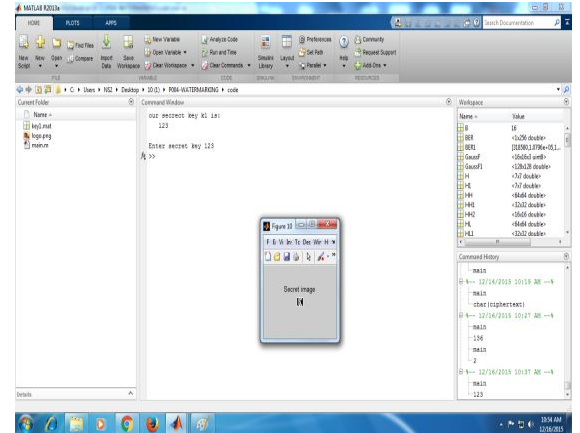 MATLAB R2013a
HOME PLOTS APPS
Search Documentation
New Script
New
Open
Find Files
Compare
Import Data
Save Workspace
New Variable
Open Variable
Clear Workspace
Analyze Code
Run and Time
Clear Commands
Simulink Library
Layout
Preferences
Set Path
Parallel
Help
Community
Request Support
Add-Ons
FILE VARIABLE CODE SIMULINK ENVIRONMENT RESOURCES
C: Users NS2 Desktop 10 (1) P004-WATERMARKING code
Current Folder
Name
key1.mat
logo.png
main.m
Details
Command Window
our secrect key k1 is:
123
Enter secret key 123
fx >>
Figure 10
Secret image
Workspace
Name Value
B 16
BER <1x256 double>
BER1
GaussF <16x16x3 uint8>
GaussF1 <128x128 double>
H <7x7 double>
H1 <7x7 double>
HH <64x64 double>
HH1 <32x32 double>
HH2 <16x16 double>
HL <64x64 double>
HL1 <32x32 double>
Command History
main
%-- 12/14/2015 10:19 AM --%
main
char(ciphertext)
%-- 12/16/2015 10:27 AM --%
main
136
main
2
%-- 12/16/2015 10:37 AM --%
main
123
10:54 AM
12/16/2015